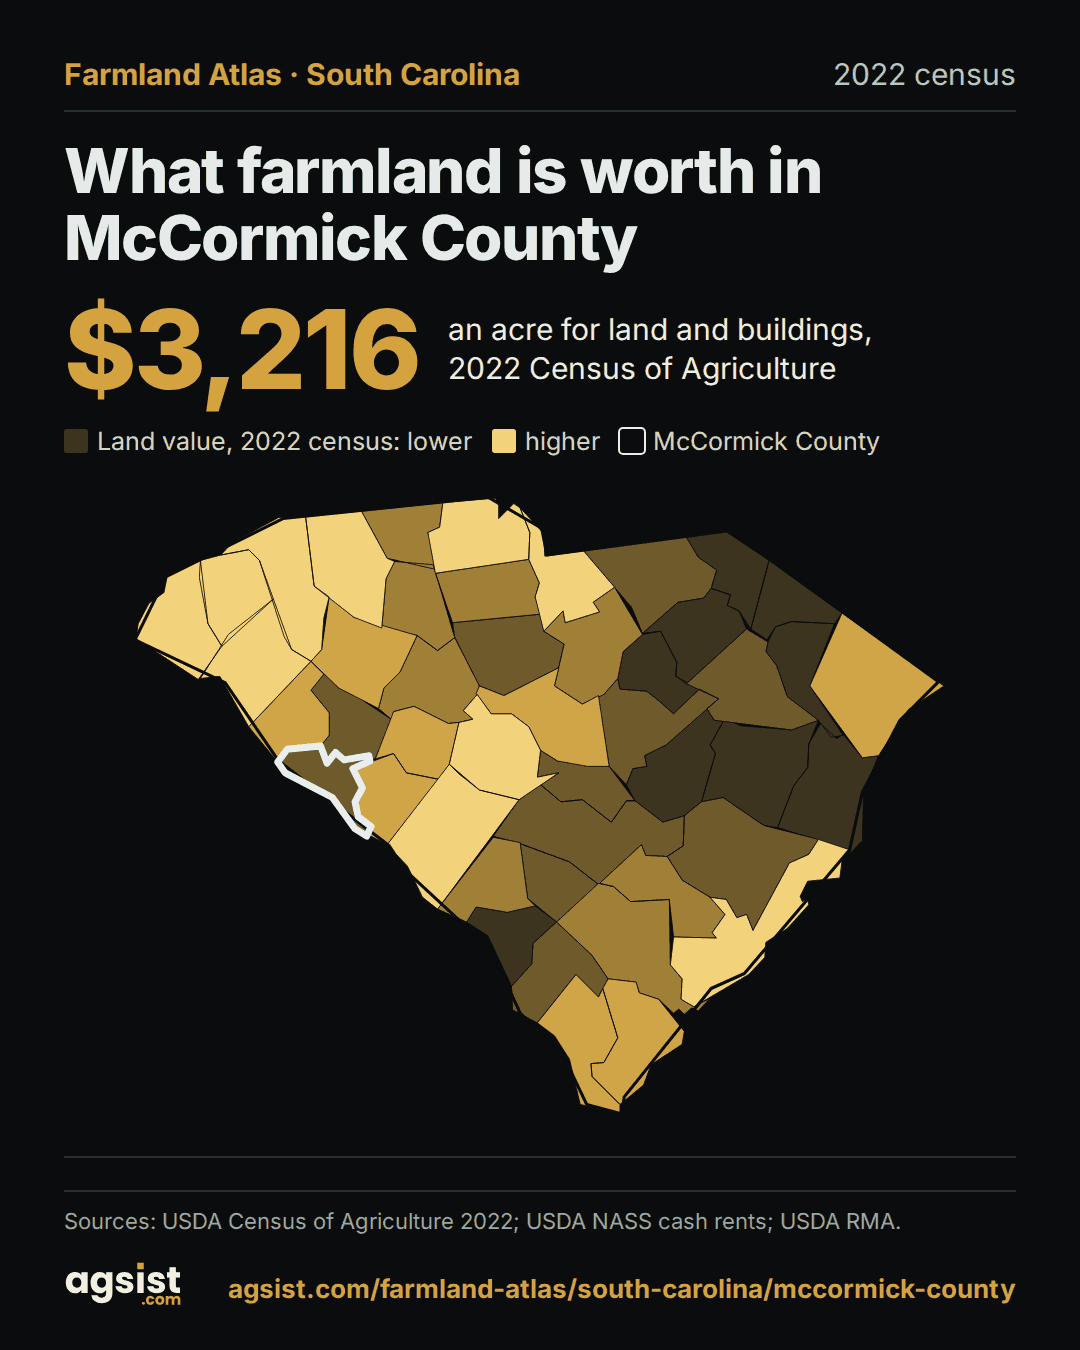 Farmland Atlas · South Carolina
2022 census
What farmland is worth in
McCormick County
$3,216
an acre for land and buildings,
2022 Census of Agriculture
Land value, 2022 census: lower
higher
McCormick County
Sources: USDA Census of Agriculture 2022; USDA NASS cash rents; USDA RMA.
agsist
.com
agsist.com/farmland-atlas/south-carolina/mccormick-county